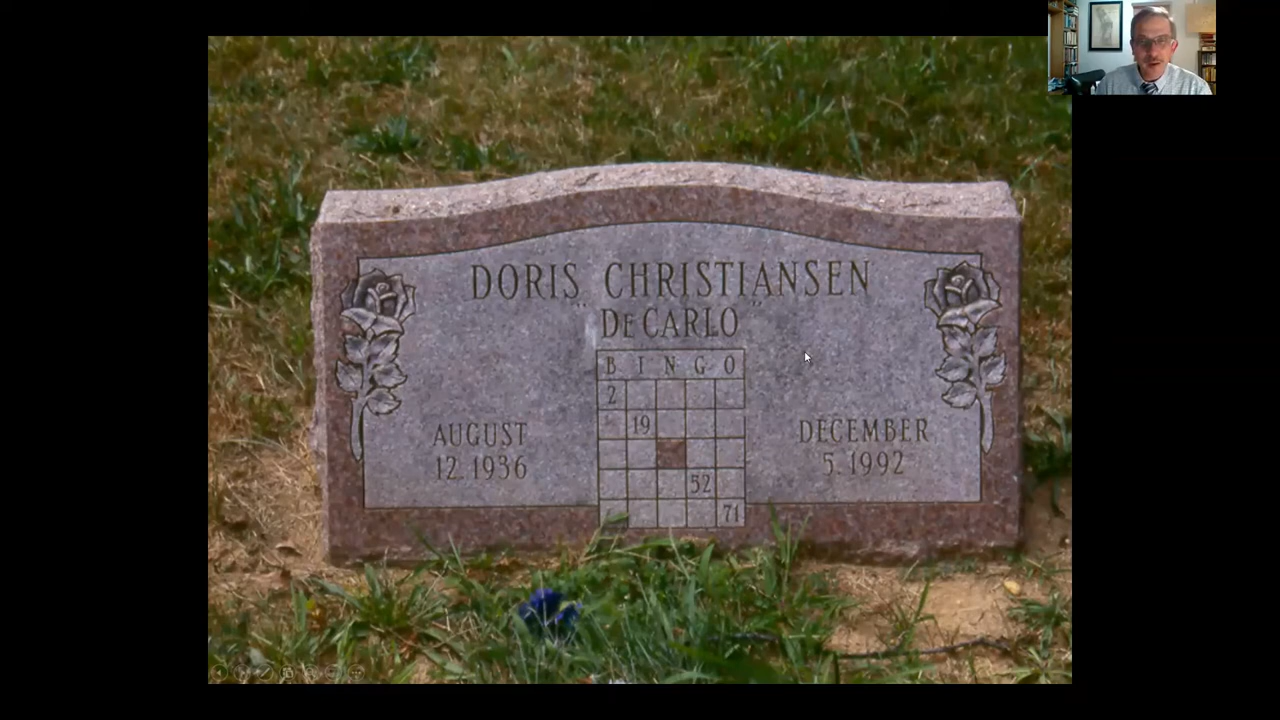 DORIS CHRISTIANSEN
"DECARLO"
B I N G O
2
19
52
71
AUGUST
12. 1936
DECEMBER
5. 1992